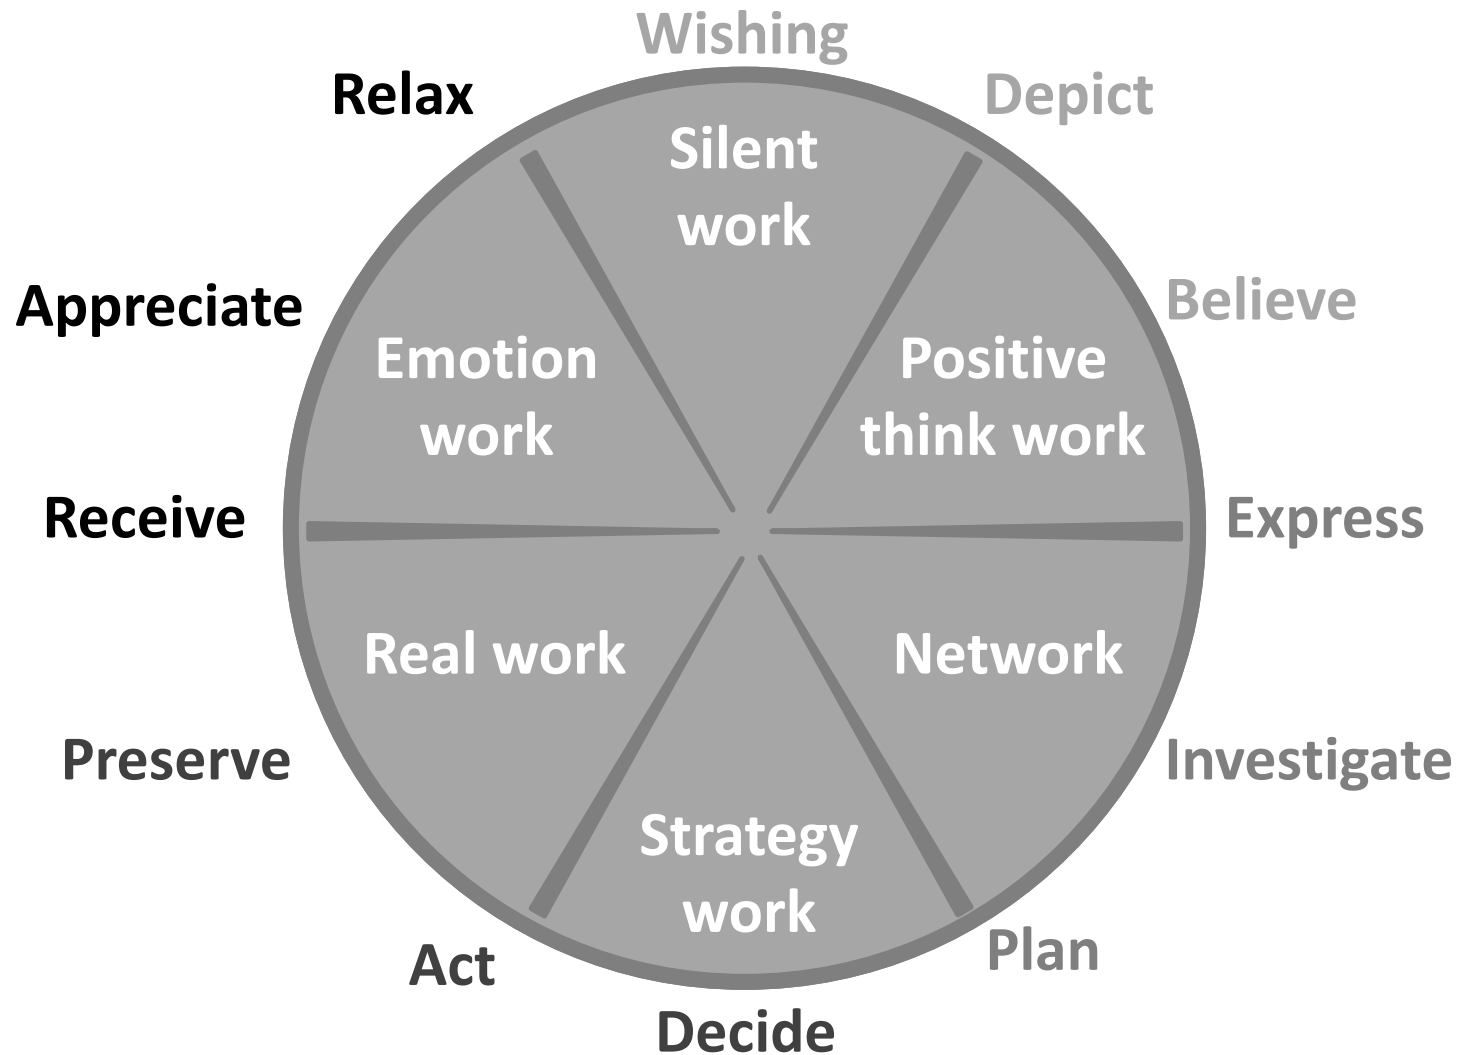 Wishing
Relax
Depict
Silent
work
Appreciate
Believe
Emotion
work
Positive
think work
Receive
Express
Real work
Network
Preserve
Investigate
Strategy
work
Act
Plan
Decide